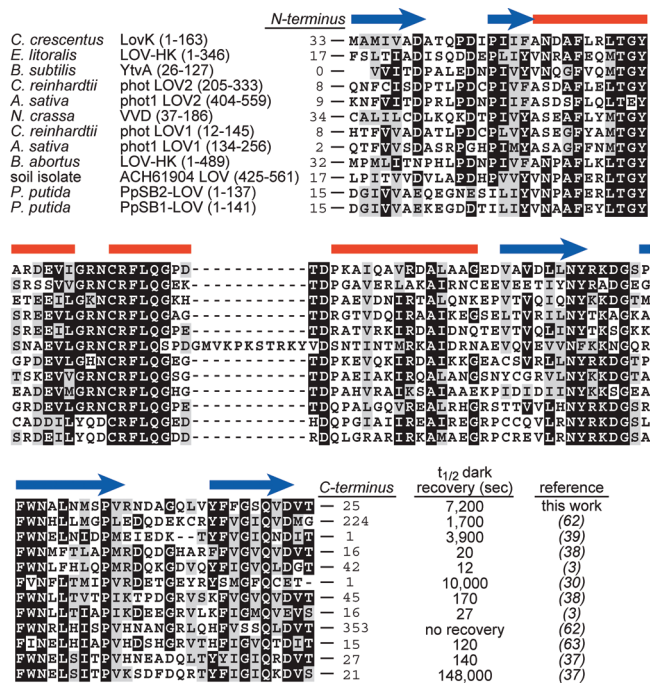 N-terminus
C. crescentus LovK (1-163) 33 – MAMIVADATQPDIPIIFANDAFLRLTGY
E. litoralis LOV-HK (1-346) 17 – FSLTIADISQDDEPLIYVNRAFEQMTGY
B. subtilis YtvA (26-127) 0 – VVITDPALEDNPIVYVNQGFVQMTGY
C. reinhardtii phot LOV2 (205-333) 8 – QNFCISDPTLPDCPIVFASDAFLELTGY
A. sativa phot1 LOV2 (404-559) 9 – KNFVITDPRLPDNPIIFASDSFLQLTEY
N. crassa VVD (37-186) 34 – CALILCDLKQKDTPIVYASEAFLYMTGY
C. reinhardtii phot LOV1 (12-145) 8 – HTFVVADATLPDCPLVYASEGFYAMTGY
A. sativa phot1 LOV1 (134-256) 2 – QTFVVSDASRPGHPIMYASAGFFNMTGY
B. abortus LOV-HK (1-489) 32 – MPMLITNPHLPDNPIVFANPAFLKLTGY
soil isolate ACH61904 LOV (425-561) 17 –
P. putida PpSB2-LOV (1-137) 15 – DGIVVAEQEGNESILIYVNPAFERLTGY
P. putida PpSB1-LOV (1-141) 15 – DGIVVAEKEGDDTILIYVNAAFEYLTGY
ARDEVIGRNCRFLQGPD------------TDPKAIQAVRDALAAGEDVAVDLLNYRKDGSP
SRSSVVGRNCRFLQGPD------------TDPGAVERLAKAIRNCEEVEETIYNYRADGEG
ETEEILGKNCRFLQGKH------------TDPAEVDNIRTALQNKEPVTVQIQNYKKDGTM
SREEVLGRNCRFLQGAG------------TDRGTVDQIRAAIKEGSELTVRILNYTKAGKA
SREEILGRNCRFLQGPE------------TDRATVRKIRDAIDNQTEVTVQLINYTKSGKK
SNAEVLGRNCRFLQSPDGMVKPKSTRKYVDSNTINTMRKAIDRNAEVQVEVVNFKKNGQR
GPDEVLGHNCRFLQGEG------------TDPKEVQKIRDAIKKGEACSVRLLNYRKDGTP
TSKEVVGRNCRFLQGSG------------TDPAEIAKIRQALANGSNYCGRVLNYKKDGTA
EADEVMGRNCRFLQGHG------------TDPAHVRAIKSAIAAEKPIDIDIINYKKSGEA
GRDEVLGRNCRFLQGPE------------TDQPALGQVREALRHGRSTTVVLHNYRKDGSL
CADDILYQDCRFLQGED------------HDQPGIAIIREAIREGRPCCQVLRNYRKDGSL
SRDEILYQDCRFLQGDD------------RDQLGRARIRKAMAEGRPCREVLRNYRKDGSA
C-terminus t1/2 dark recovery (sec) reference
FWNALNMSPVRNDAGQLVYFFGSQVDVT – 25 7,200 this work
FWNHLLMGPLEDQDEKCRYFVGIQVDMG – 224 1,700 (62)
FWNELNIDPMEIEDK--TYFVGIQNDIT – 1 3,900 (39)
FWNMFTLAPMRDQDGHARFFVGVQVDVT – 16 20 (38)
FWNLFHLQPMRDQKGDVQYFIGVQLDGT – 42 12 (3)
FVNFLTMIPVRDETGEYRYSMGFQCET- – 1 10,000 (30)
FWNLLTVTPIKTPDGRVSKFVGVQVDVT – 45 170 (38)
FWNLLTIAPIKDEEGRVLKFIGMQVEVS – 16 27 (3)
FWNRLHISPVHNANGRLQHFVSSQLDVT – 353 no recovery (62)
FINELHIAPVHDSHGRVTHFIGVQTDIT – 15 120 (63)
FWNELSITPVHNEADQLTYYIGIQRDVT – 27 140 (37)
FWNELSITPVKSDFDQRTYFIGIQKDVS – 21 148,000 (37)